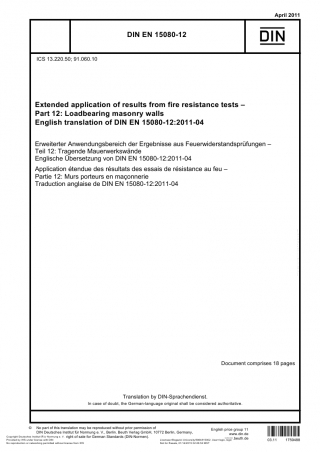 April 2011
DIN EN 15080-12
DIN
ICS 13.220.50; 91.060.10
Extended application of results from fire resistance tests –
Part 12: Loadbearing masonry walls
English translation of DIN EN 15080-12:2011-04
Erweiterter Anwendungsbereich der Ergebnisse aus Feuerwiderstandsprüfungen –
Teil 12: Tragende Mauerwerkswände
Englische Übersetzung von DIN EN 15080-12:2011-04
Application étendue des résultats des essais de résistance au feu –
Partie 12: Murs porteurs en maçonnerie
Traduction anglaise de DIN EN 15080-12:2011-04
Document comprises 18 pages
Translation by DIN-Sprachendienst.
In case of doubt, the German-language original shall be considered authoritative.
© No part of this translation may be reproduced without prior permission of
DIN Deutsches Institut für Normung e. V., Berlin. Beuth Verlag GmbH, 10772 Berlin, Germany,
right of sale for German Standards (DIN-Normen).
English price group 11
www.din.de
www.beuth.de